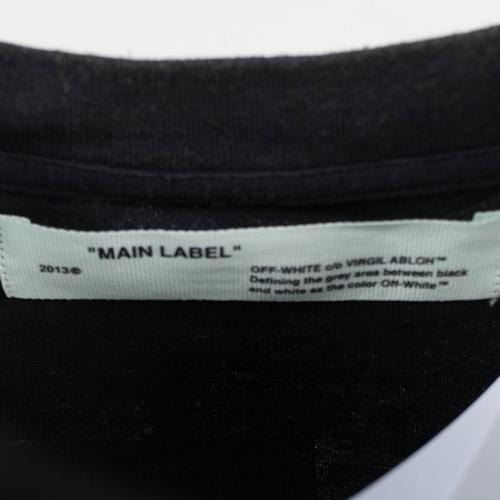 "MAIN LABEL"
2013®
OFF-WHITE c/o VIRGIL ABLOH™
Defining the grey area between black
and white as the color Off-White™